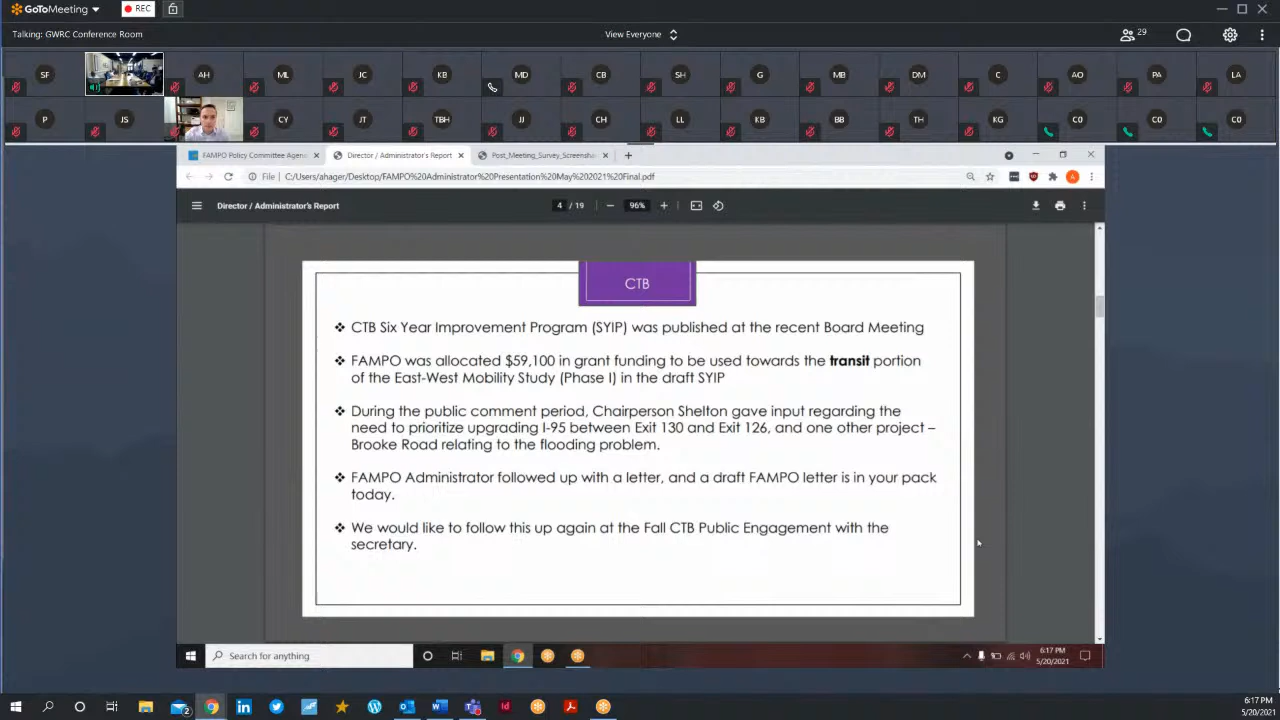 GoToMeeting
REC
Talking: GWRC Conference Room
View Everyone
29
SF AH ML JC KB MD CB SH G MB DM C AO PA LA
P JS CY JT TBH JJ CH LL KB BB TH KG C0 C0 C0
FAMPO Policy Committee Agen
Director / Administrator's Report
Post_Meeting_Survey_Screensh
File | C:/Users/ahager/Desktop/FAMPO%20Administrator%20Presentation%20May%202021%20Final.pdf
A
Director / Administrator's Report
4 / 19
96%
CTB
❖ CTB Six Year Improvement Program (SYIP) was published at the recent Board Meeting
❖ FAMPO was allocated $59,100 in grant funding to be used towards the transit portion
of the East-West Mobility Study (Phase I) in the draft SYIP
❖ During the public comment period, Chairperson Shelton gave input regarding the
need to prioritize upgrading I-95 between Exit 130 and Exit 126, and one other project –
Brooke Road relating to the flooding problem.
❖ FAMPO Administrator followed up with a letter, and a draft FAMPO letter is in your pack
today.
❖ We would like to follow this up again at the Fall CTB Public Engagement with the
secretary.
Search for anything
6:17 PM
5/20/2021
2
Id
6:17 PM
5/20/2021